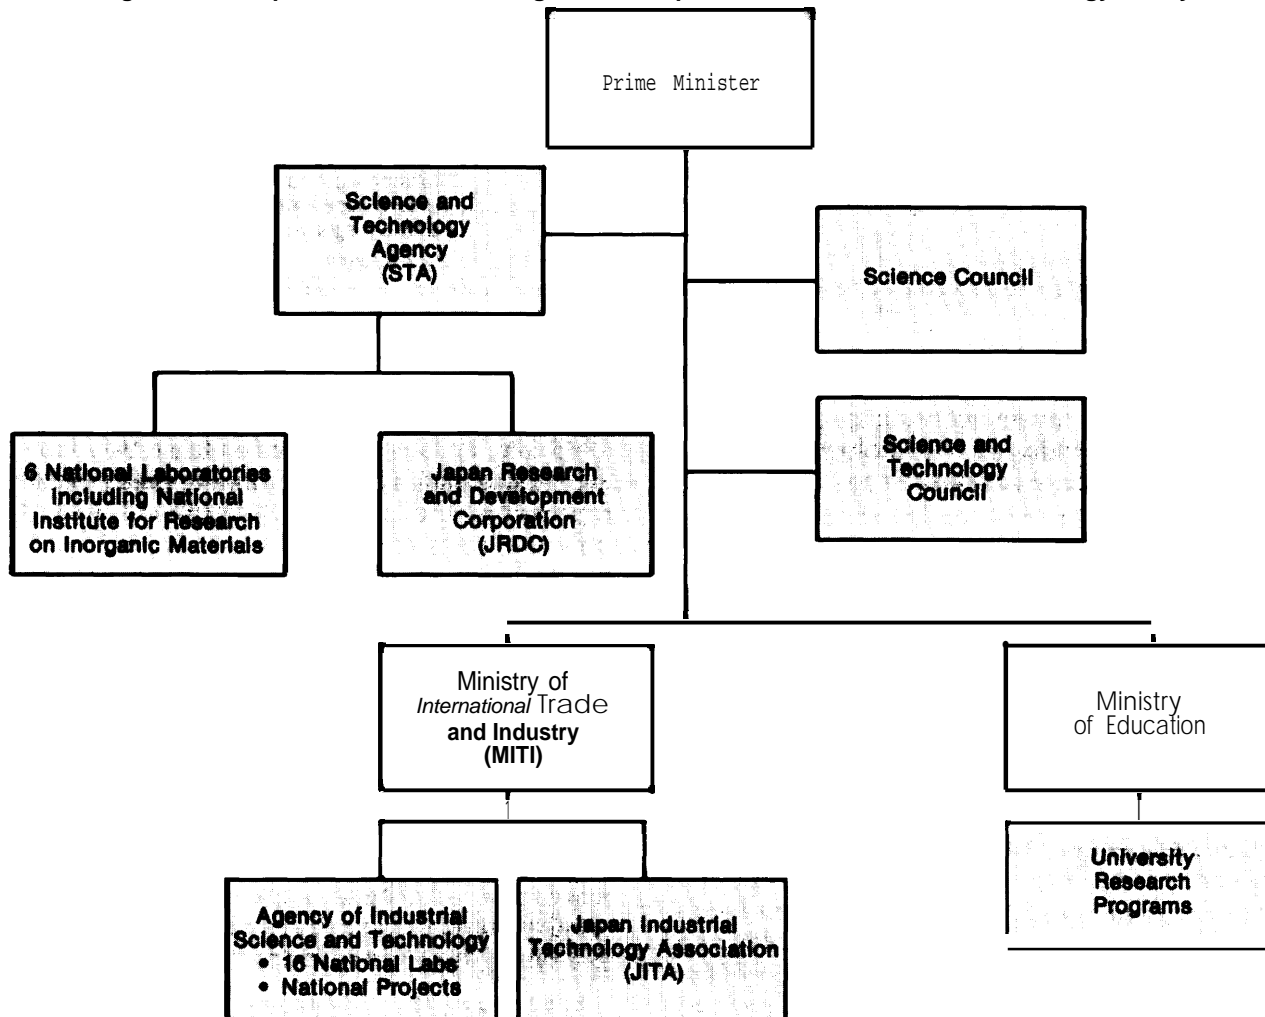 Prime Minister
Science and
Technology
Agency
(STA)
Science Council
6 National Laboratories
Including National
Institute for Research
on Inorganic Materials
Japan Research
and Development
Corporation
(JRDC)
Science and
Technology
Council
Ministry of
International Trade
and Industry
(MITI)
Ministry
of Education
Agency of Industrial
Science and Technology
• 16 National Labs
• National Projects
Japan Industrial
Technology Association
(JITA)
University
Research
Programs